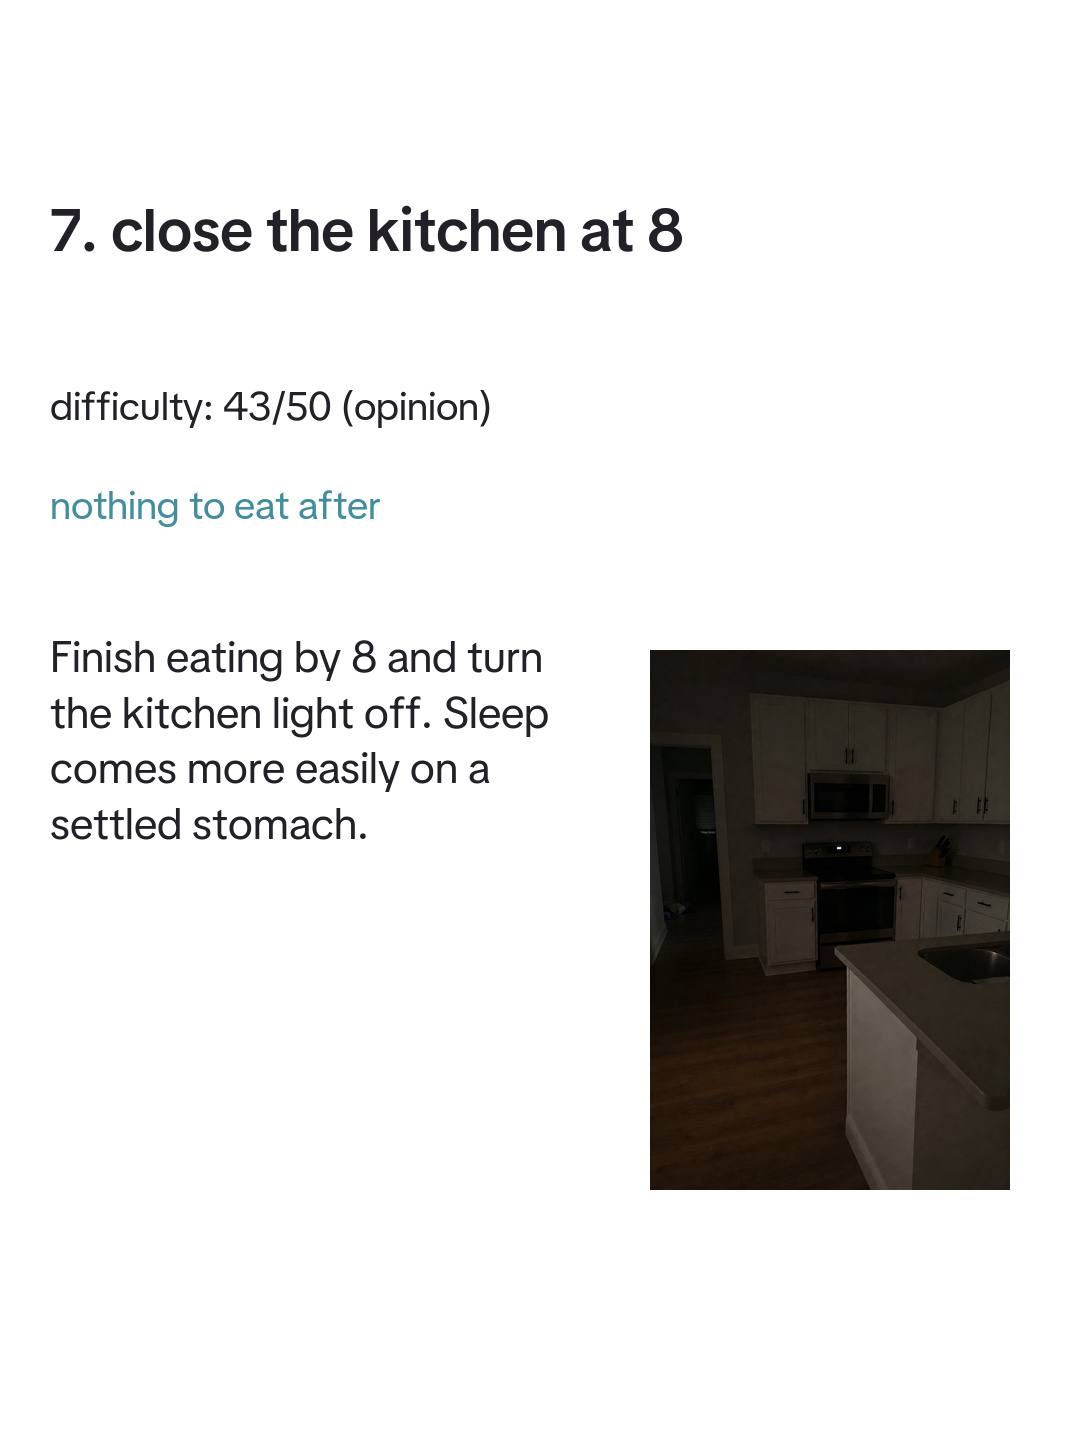 7. close the kitchen at 8
difficulty: 43/50 (opinion)
nothing to eat after
Finish eating by 8 and turn
the kitchen light off. Sleep
comes more easily on a
settled stomach.